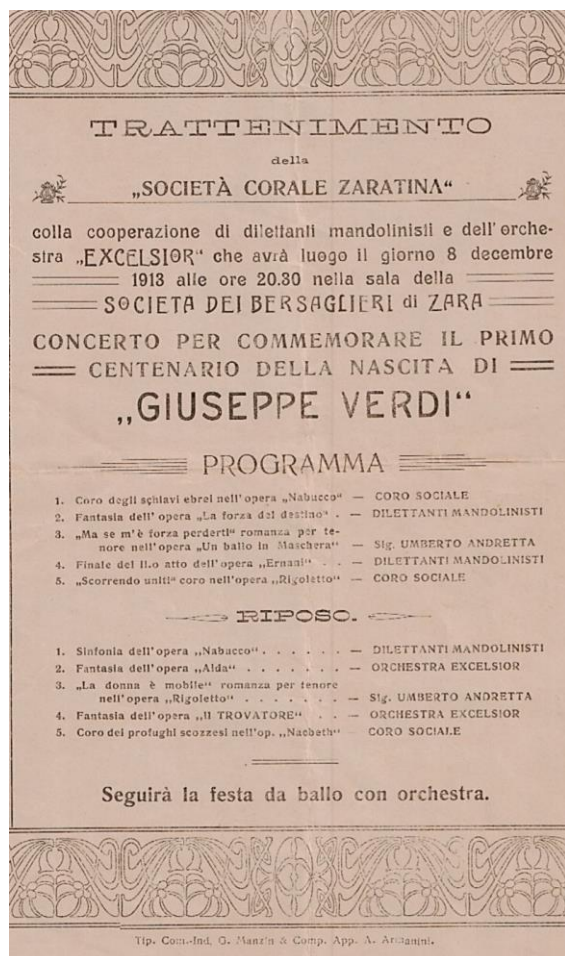 TRATTENIMENTO
della
„SOCIETÀ CORALE ZARATINA“
colla cooperazione di dilettanti mandolinisti e dell'orche-
stra „EXCELSIOR“ che avrà luogo il giorno 8 decembre
1913 alle ore 20.30 nella sala della
SOCIETA DEI BERSAGLIERI di ZARA
CONCERTO PER COMMEMORARE IL PRIMO
CENTENARIO DELLA NASCITA DI
„GIUSEPPE VERDI“
PROGRAMMA
1. Coro degli schiavi ebrei nell'opera „Nabucco“ — CORO SOCIALE
2. Fantasia dell'opera „La forza del destino“ . — DILETTANTI MANDOLINISTI
3. „Ma se m'è forza perderti“ romanza per te-
nore nell'opera „Un ballo in Maschera“ — Sig. UMBERTO ANDRETTA
4. Finale del II.o atto dell'opera „Ernani“ . . — DILETTANTI MANDOLINISTI
5. „Scorrendo uniti“ coro nell'opera „Rigoletto“ — CORO SOCIALE
RIPOSO.
1. Sinfonia dell'opera „Nabucco“ . . . . . . — DILETTANTI MANDOLINISTI
2. Fantasia dell'opera „Aida“ . . . . . . . — ORCHESTRA EXCELSIOR
3. „La donna è mobile“ romanza per tenore
nell'opera „Rigoletto“ . . . . . . . — Sig. UMBERTO ANDRETTA
4. Fantasia dell'opera „Il TROVATORE“ . . — ORCHESTRA EXCELSIOR
5. Coro dei profughi scozzesi nell'op. „Nacbeth“ — CORO SOCIALE
Seguirà la festa da ballo con orchestra.
Tip. Com.-Ind. G. Manzin & Comp. App. A. Armanini.